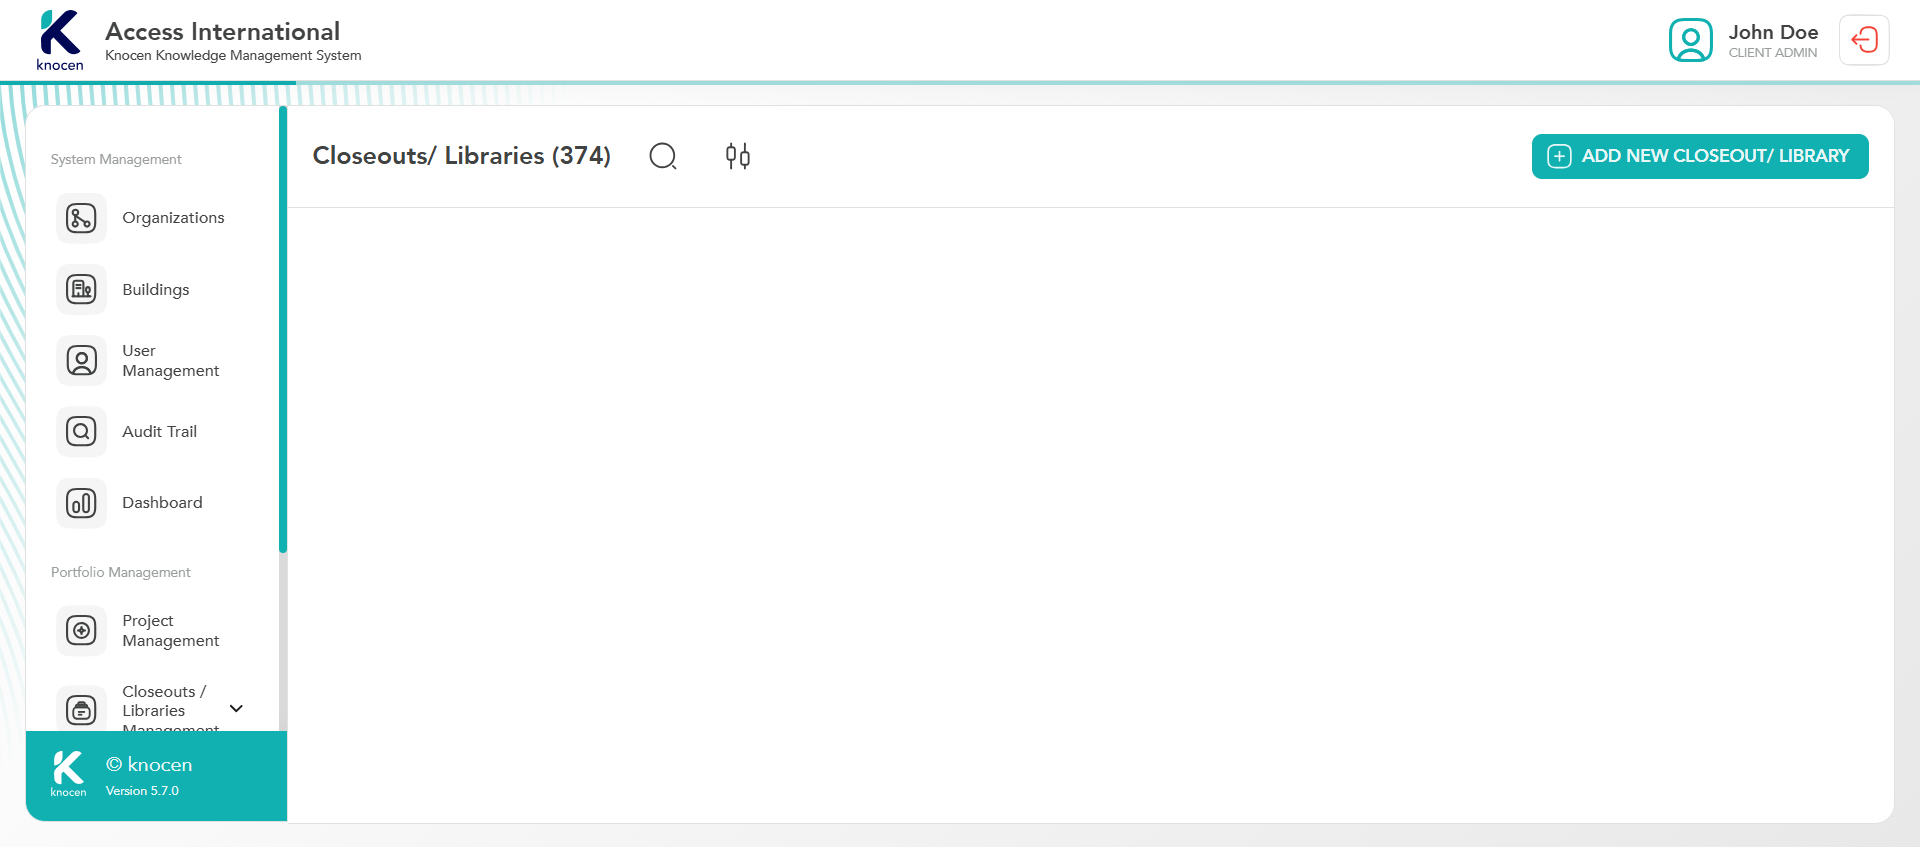 knocen
Access International
Knocen Knowledge Management System
John Doe
CLIENT ADMIN
System Management
Organizations
Buildings
User
Management
Audit Trail
Dashboard
Portfolio Management
Project
Management
Closeouts /
Libraries
Management
knocen
© knocen
Version 5.7.0
Closeouts/ Libraries (374)
ADD NEW CLOSEOUT/ LIBRARY